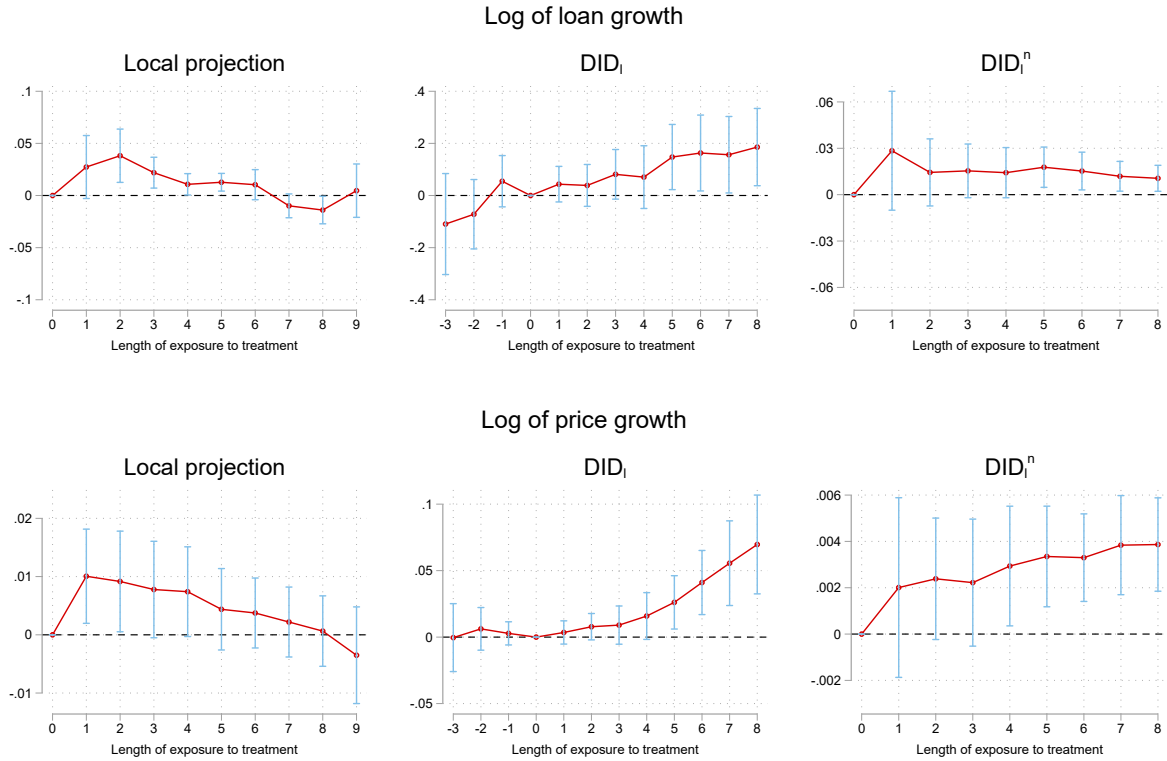 Log of loan growth
Local projection
.1
.05
0
-.05
-.1
0 1 2 3 4 5 6 7 8 9
Length of exposure to treatment
DIDₗ
.4
.2
0
-.2
-.4
-3 -2 -1 0 1 2 3 4 5 6 7 8
Length of exposure to treatment
DIDₗⁿ
.06
.03
0
-.03
-.06
0 1 2 3 4 5 6 7 8
Length of exposure to treatment
Log of price growth
Local projection
.02
.01
0
-.01
0 1 2 3 4 5 6 7 8 9
Length of exposure to treatment
DIDₗ
.1
.05
0
-.05
-3 -2 -1 0 1 2 3 4 5 6 7 8
Length of exposure to treatment
DIDₗⁿ
.006
.004
.002
0
-.002
0 1 2 3 4 5 6 7 8
Length of exposure to treatment